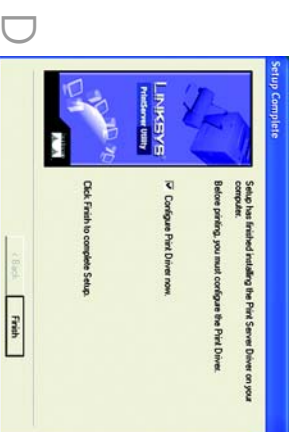 Setup Complete
LINKSYS
PrintServer Utility
Setup has finished installing the Print Server Driver on your
computer.
Before printing, you must configure the Print Driver.
Configure Print Driver now.
Click Finish to complete Setup.
< Back
Finish
D